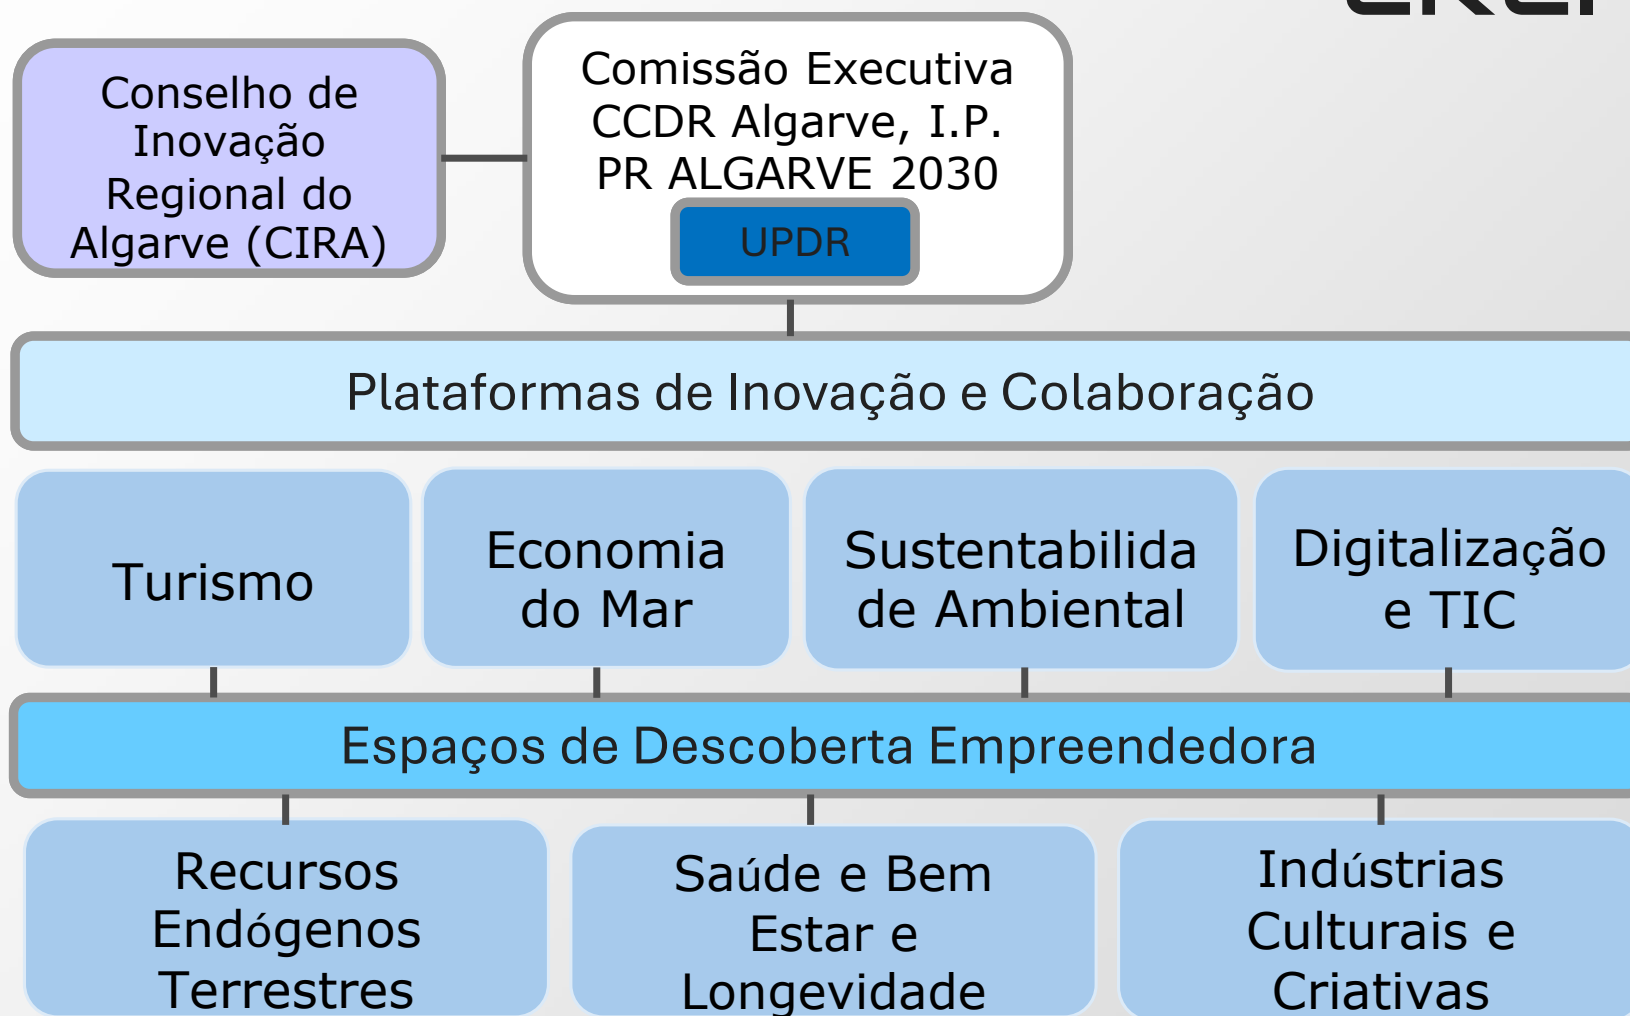 Conselho de
Inovação
Regional do
Algarve (CIRA)
Comissão Executiva
CCDR Algarve, I.P.
PR ALGARVE 2030
UPDR
Plataformas de Inovação e Colaboração
Turismo
Economia
do Mar
Sustentabilida
de Ambiental
Digitalização
e TIC
Espaços de Descoberta Empreendedora
Recursos
Endógenos
Terrestres
Saúde e Bem
Estar e
Longevidade
Indústrias
Culturais e
Criativas